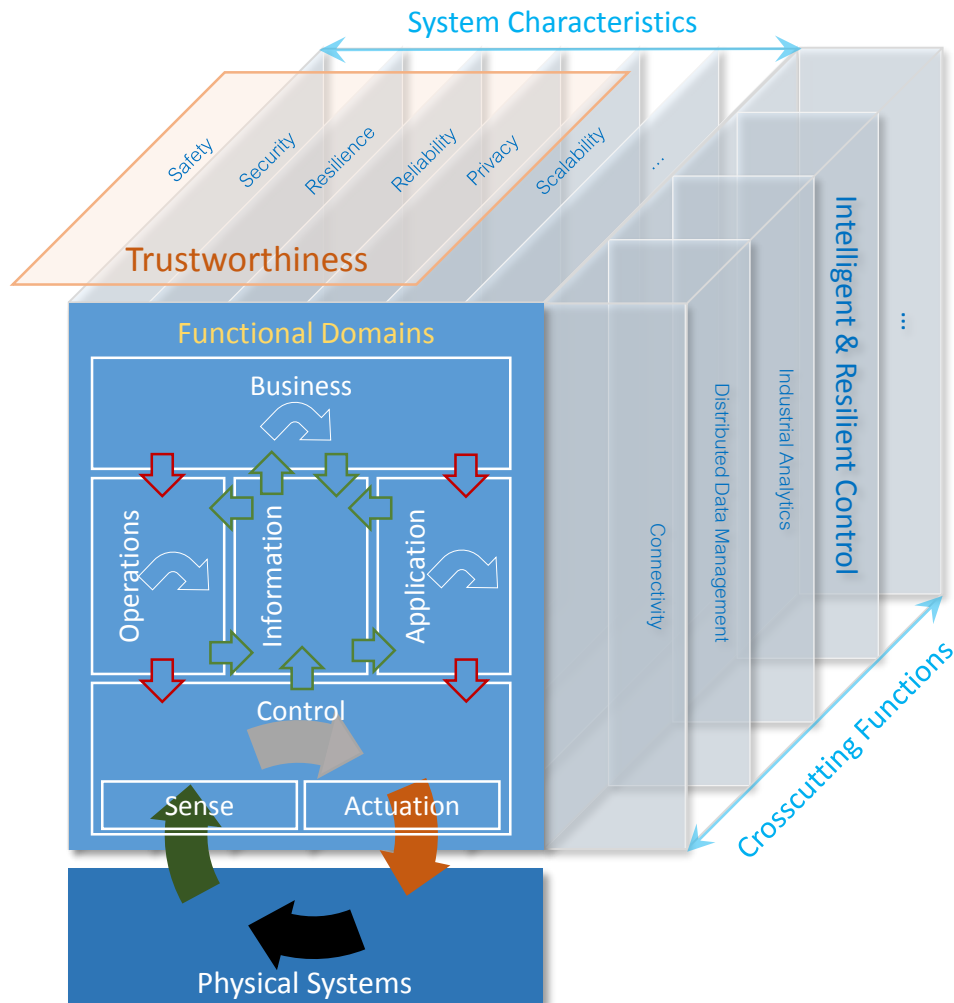 System Characteristics
Safety
Security
Resilience
Reliability
Privacy
Scalability
...
Trustworthiness
Functional Domains
Business
Operations
Information
Application
Control
Sense
Actuation
Physical Systems
Connectivity
Distributed Data Management
Industrial Analytics
Intelligent & Resilient Control
...
Crosscutting Functions